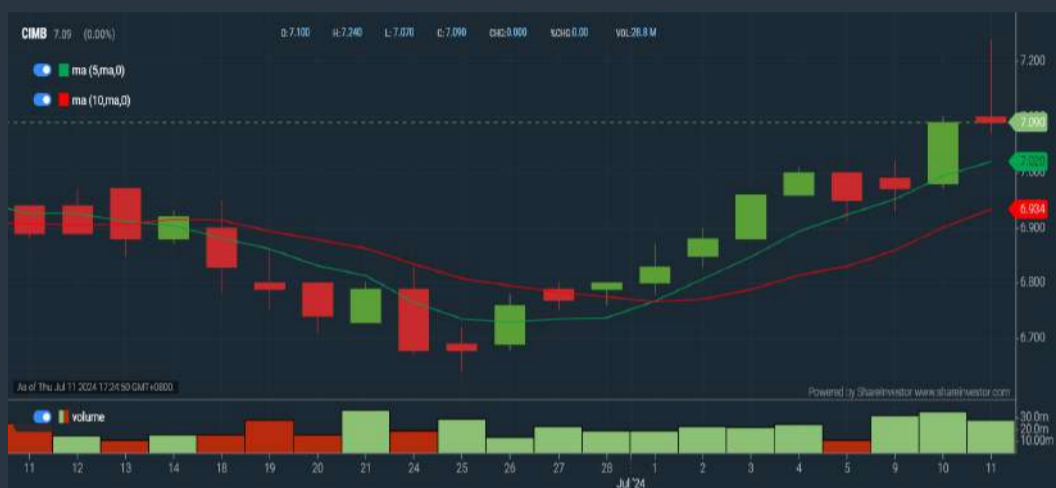 CIMB 7.09 (0.00%) O:7.100 H:7.240 L:7.070 C:7.090 CHG:0.000 %CHG:0.00 VOL:28.8 M
ma (5,ma,0)
ma (10,ma,0)
7.200
7.090
7.020
7.000
6.934
6.900
6.800
6.700
As of Thu Jul 11 2024 17:24:50 GMT+0800
Powered by ShareInvestor www.shareinvestor.com
volume
30.0m
20.0m
10.00m
11 12 13 14 18 19 20 21 24 25 26 27 28 1 2 3 4 5 9 10 11
Jul '24